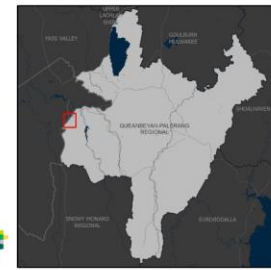 UPPER
LACHLAN
SHIRE
GOULBURN
MULWAREE
YASS VALLEY
SHOALHAVEN
QUEANBEYAN-PALERANG
REGIONAL
SNOWY MONARO
REGIONAL
EUROBODALLA